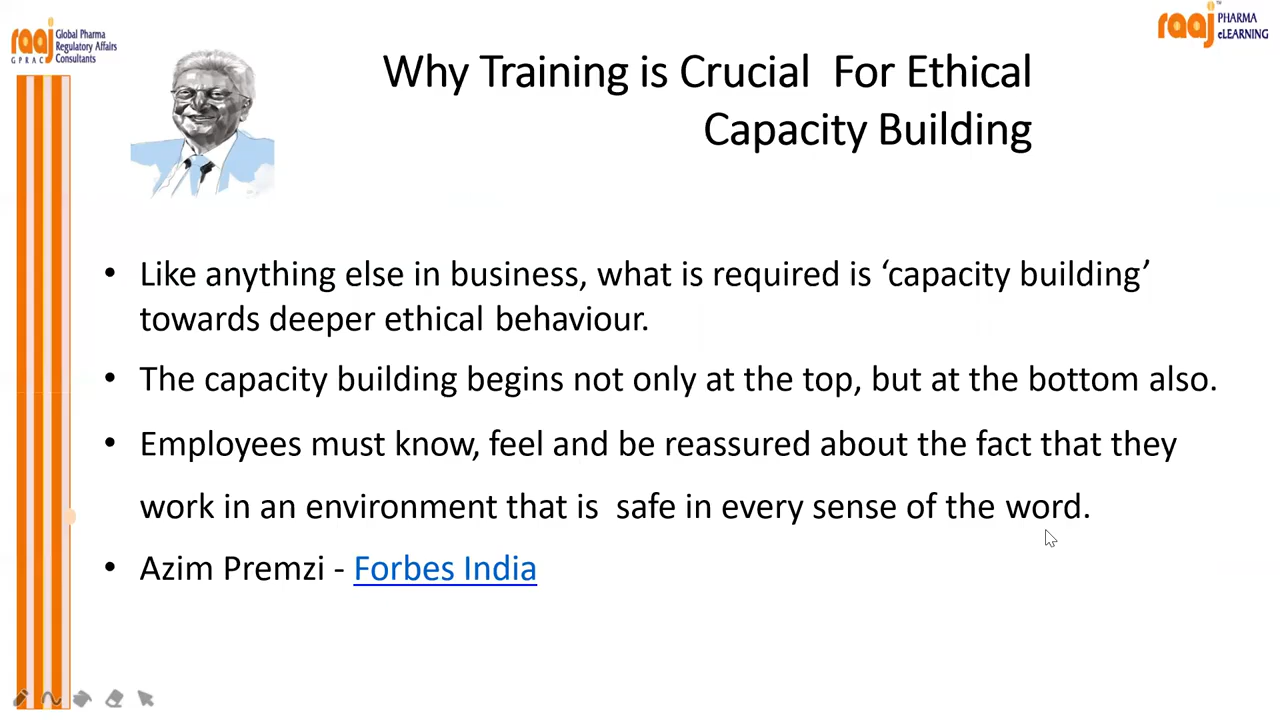 raaj Global Pharma
Regulatory Affairs
GPRAC Consultants
raaj™ PHARMA
eLEARNING
Why Training is Crucial For Ethical
Capacity Building
• Like anything else in business, what is required is ‘capacity building’
towards deeper ethical behaviour.
• The capacity building begins not only at the top, but at the bottom also.
• Employees must know, feel and be reassured about the fact that they
work in an environment that is safe in every sense of the word.
• Azim Premzi - Forbes India